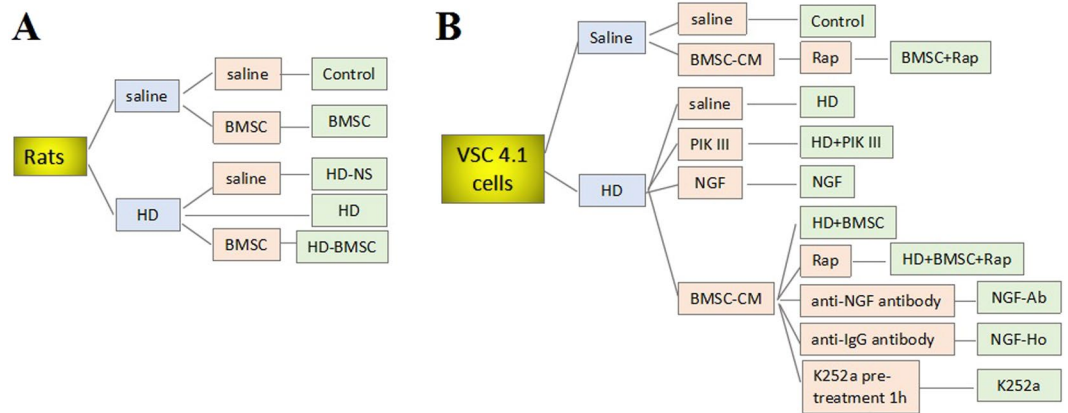 A
Rats
saline
saline
Control
BMSC
BMSC
HD
saline
HD-NS
HD
BMSC
HD-BMSC
B
VSC 4.1
cells
Saline
saline
Control
BMSC-CM
Rap
BMSC+Rap
HD
saline
HD
PIK III
HD+PIK III
NGF
NGF
BMSC-CM
HD+BMSC
Rap
HD+BMSC+Rap
anti-NGF antibody
NGF-Ab
anti-IgG antibody
NGF-Ho
K252a pre-
treatment 1h
K252a